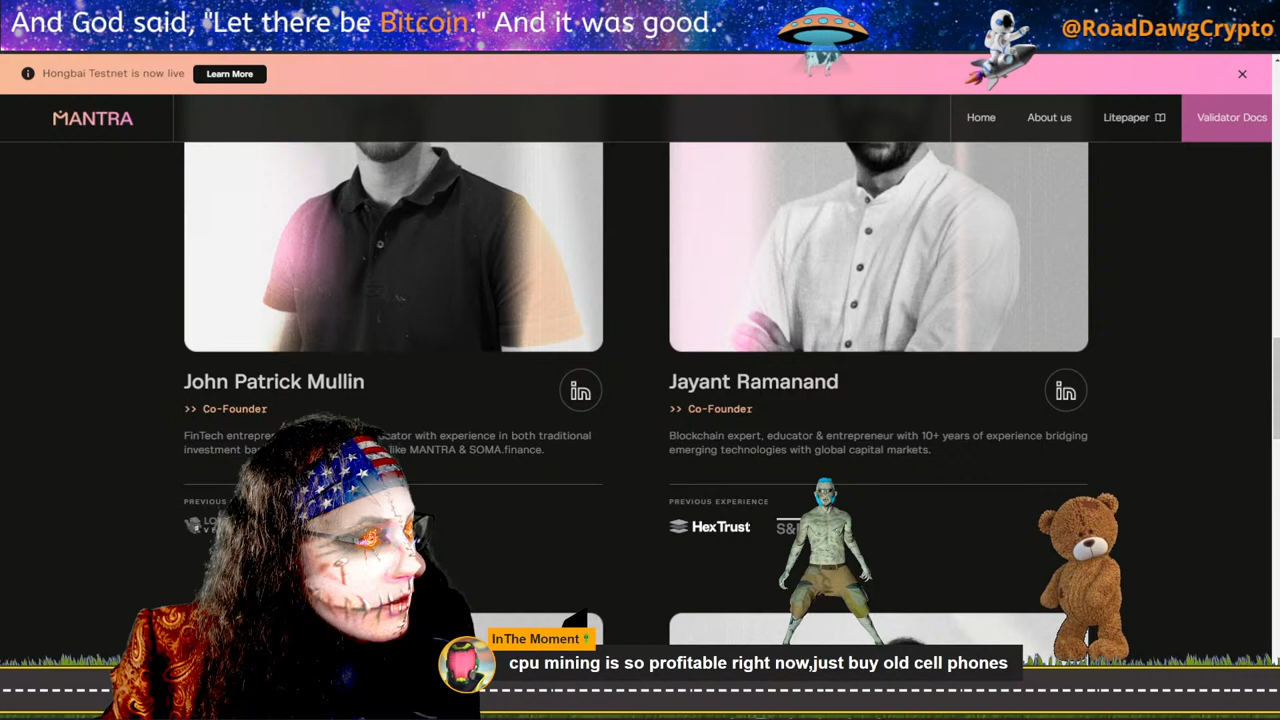 And God said, "Let there be Bitcoin." And it was good.
@RoadDawgCrypto
Hongbai Testnet is now live
Learn More
MANTRA
Home
About us
Litepaper
Validator Docs
John Patrick Mullin
in
>> Co-Founder
FinTech entrepre
cator with experience in both traditional
investment ba
like MANTRA & SOMA.finance.
PREVIOUS
Jayant Ramanand
in
>> Co-Founder
Blockchain expert, educator & entrepreneur with 10+ years of experience bridging
emerging technologies with global capital markets.
PREVIOUS EXPERIENCE
HexTrust
S&
InThe Moment
cpu mining is so profitable right now,just buy old cell phones